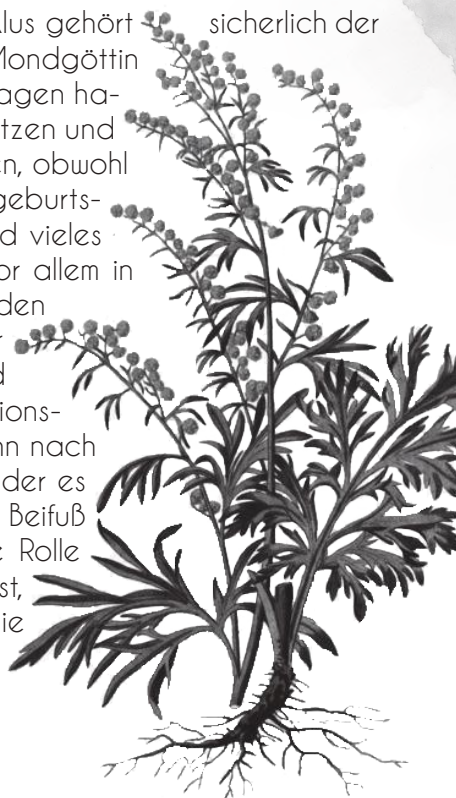 Alus gehört sicherlich der
Mondgöttin
agen ha-
tzen und
en, obwohl
geburts-
d vieles
or allem in
den
r
d
ions-
nn nach
der es
Beifuß
e Rolle
st,
ie